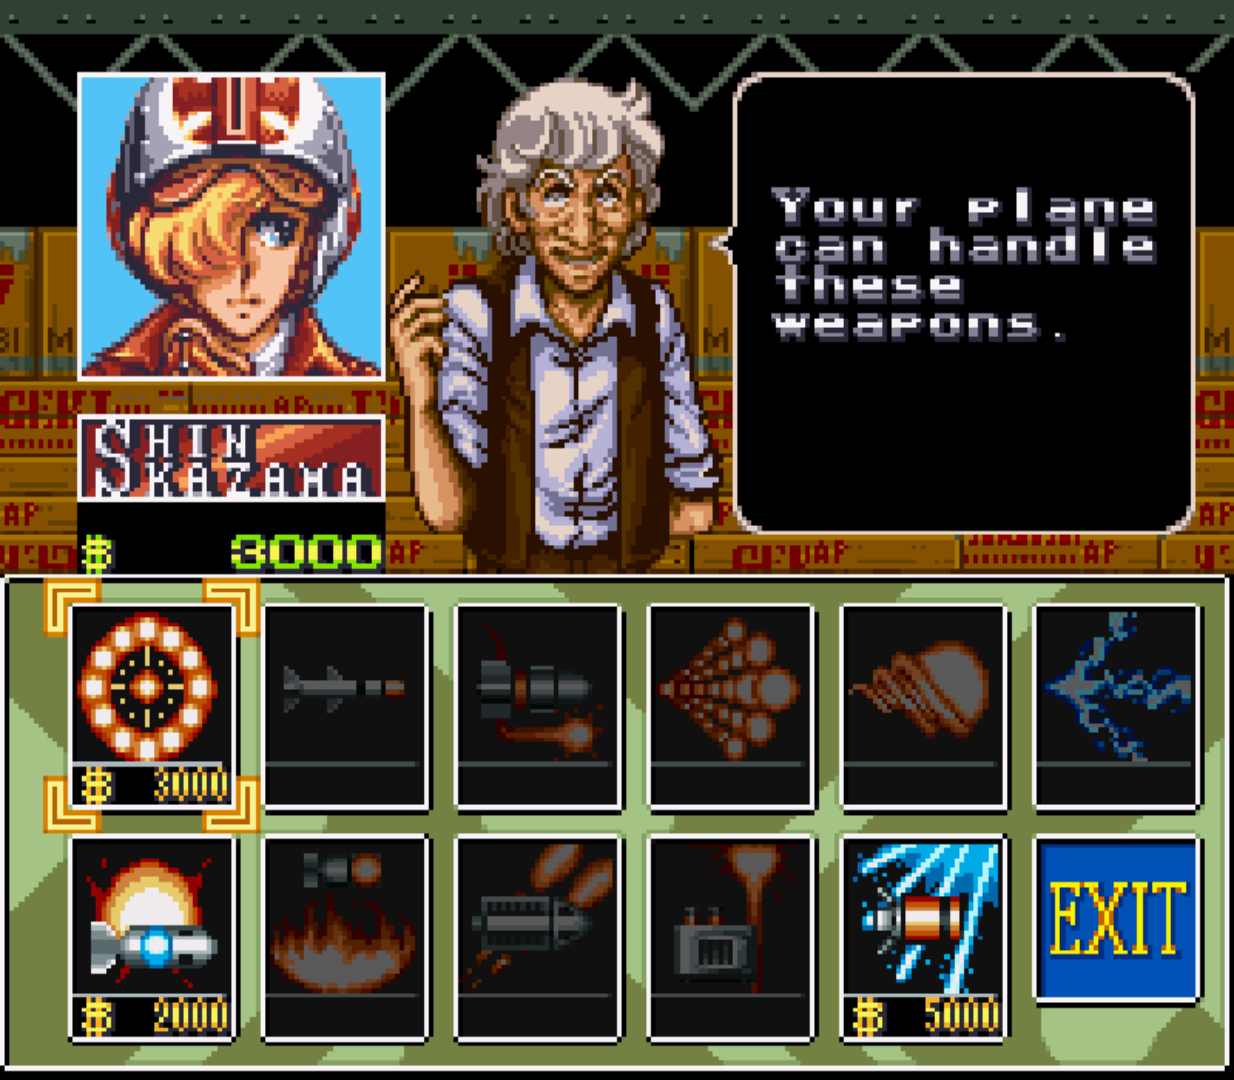 Your plane
can handle
these
weapons.
SHIN
KAZAMA
$ 3000
$ 3000
$ 2000
$ 5000
EXIT